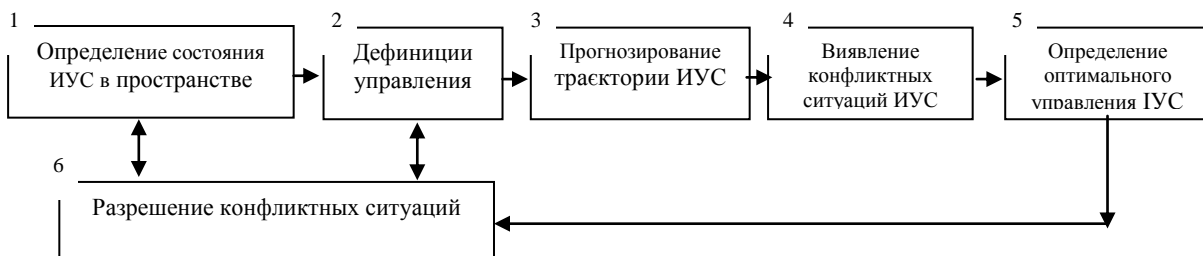 1
Определение состояния
ИУС в пространстве
2
Дефиниции
управления
3
Прогнозирование
траєктории ИУС
4
Виявление
конфликтных
ситуаций ИУС
5
Определение
оптимального
управления ІУС
6
Разрешение конфликтных ситуаций